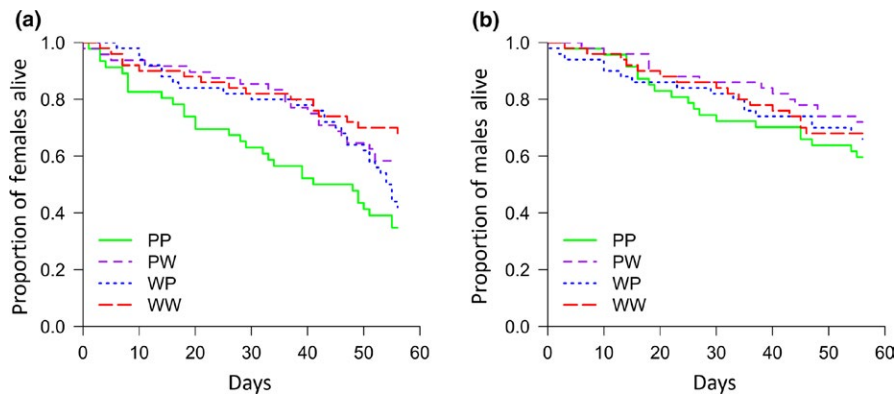 (a)
Proportion of females alive
1.0
0.8
0.6
0.4
0.2
0.0
PP
PW
WP
WW
0 10 20 30 40 50 60
Days
(b)
Proportion of males alive
1.0
0.8
0.6
0.4
0.2
0.0
PP
PW
WP
WW
0 10 20 30 40 50 60
Days